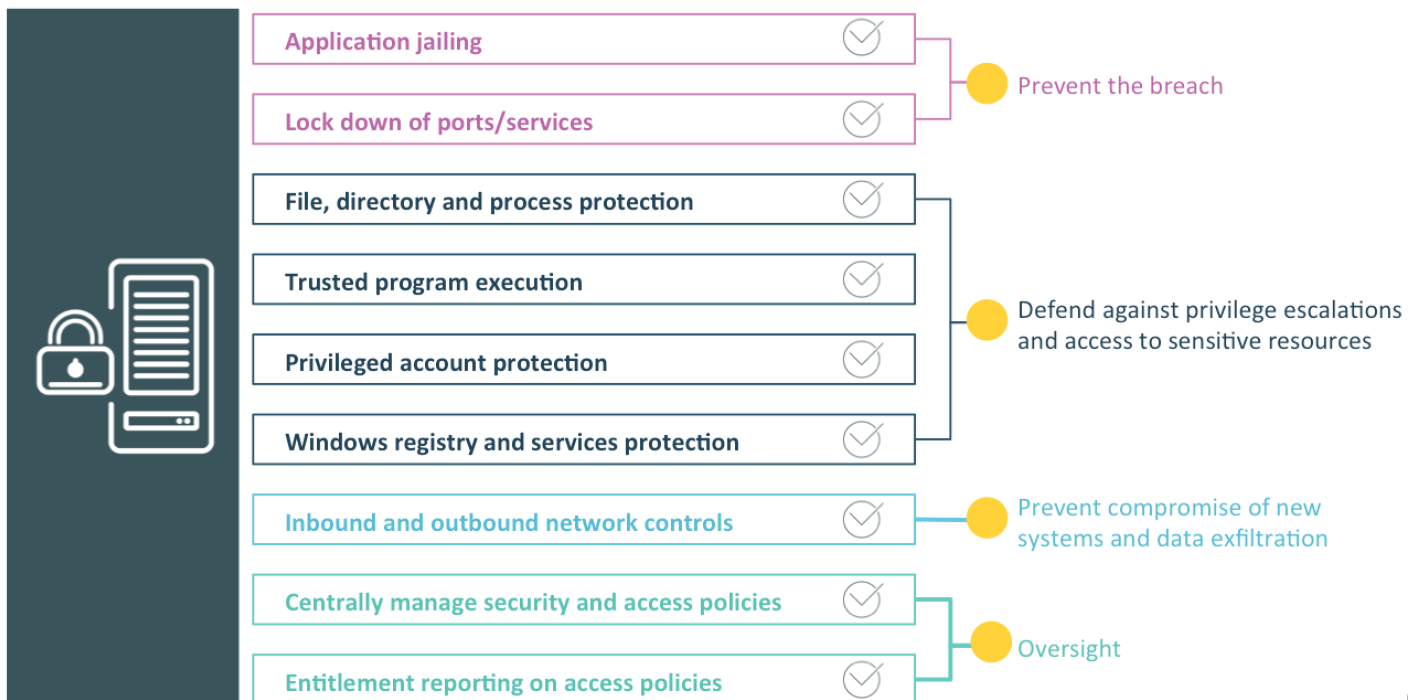 Application jailing
Lock down of ports/services
Prevent the breach
File, directory and process protection
Trusted program execution
Privileged account protection
Windows registry and services protection
Defend against privilege escalations
and access to sensitive resources
Inbound and outbound network controls
Prevent compromise of new
systems and data exfiltration
Centrally manage security and access policies
Entitlement reporting on access policies
Oversight